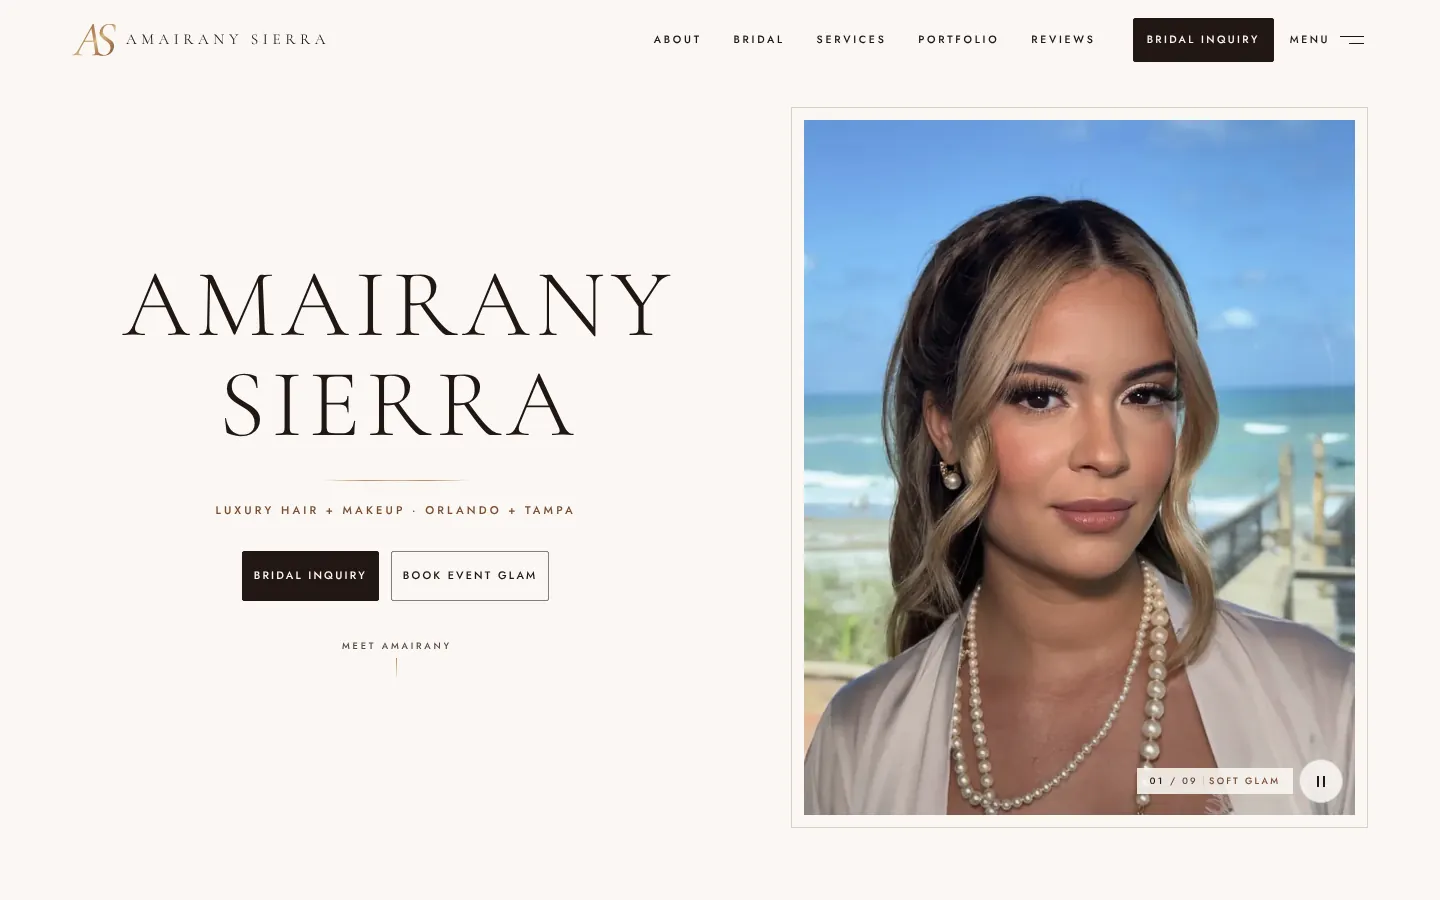 AS AMAIRANY SIERRA
ABOUT BRIDAL SERVICES PORTFOLIO REVIEWS BRIDAL INQUIRY MENU
AMAIRANY
SIERRA
LUXURY HAIR + MAKEUP · ORLANDO + TAMPA
BRIDAL INQUIRY BOOK EVENT GLAM
MEET AMAIRANY
01 / 09 SOFT GLAM